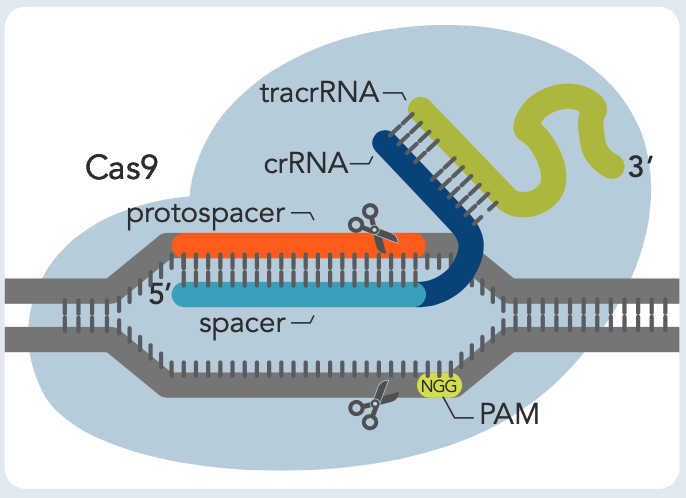 tracrRNA
crRNA
3′
Cas9
protospacer
5′
spacer
NGG
PAM